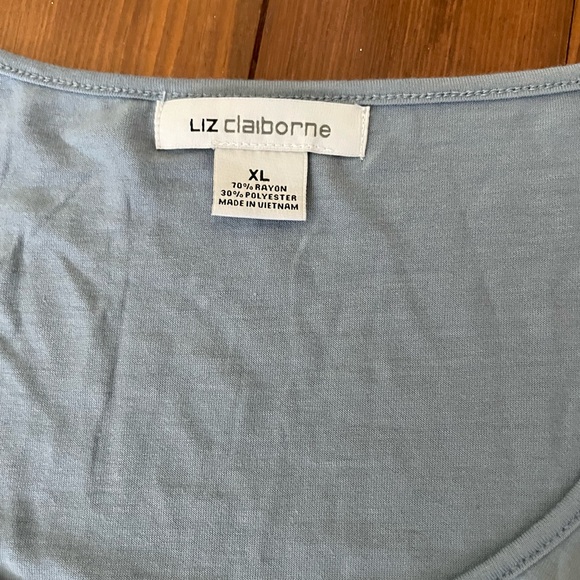 LIZ claiborne
XL
70% RAYON
30% POLYESTER
MADE IN VIETNAM